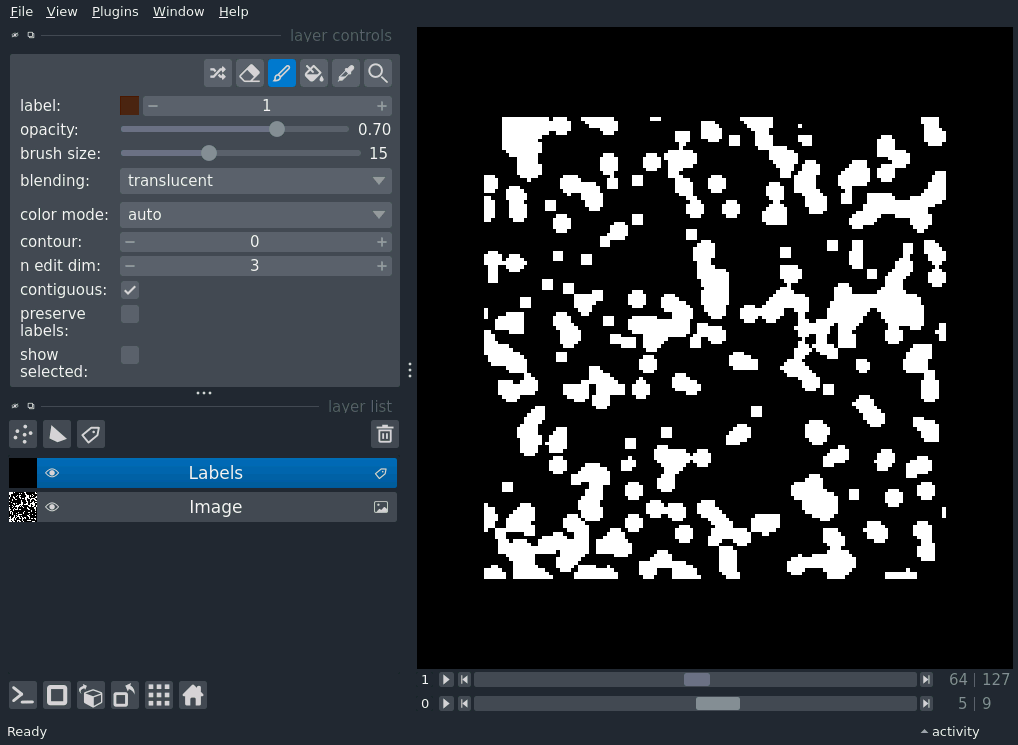 File View Plugins Window Help
layer controls
label: 1
opacity: 0.70
brush size: 15
blending: translucent
color mode: auto
contour: 0
n edit dim: 3
contiguous:
preserve
labels:
show
selected:
layer list
Labels
Image
1 64 | 127
0 5 | 9
Ready activity